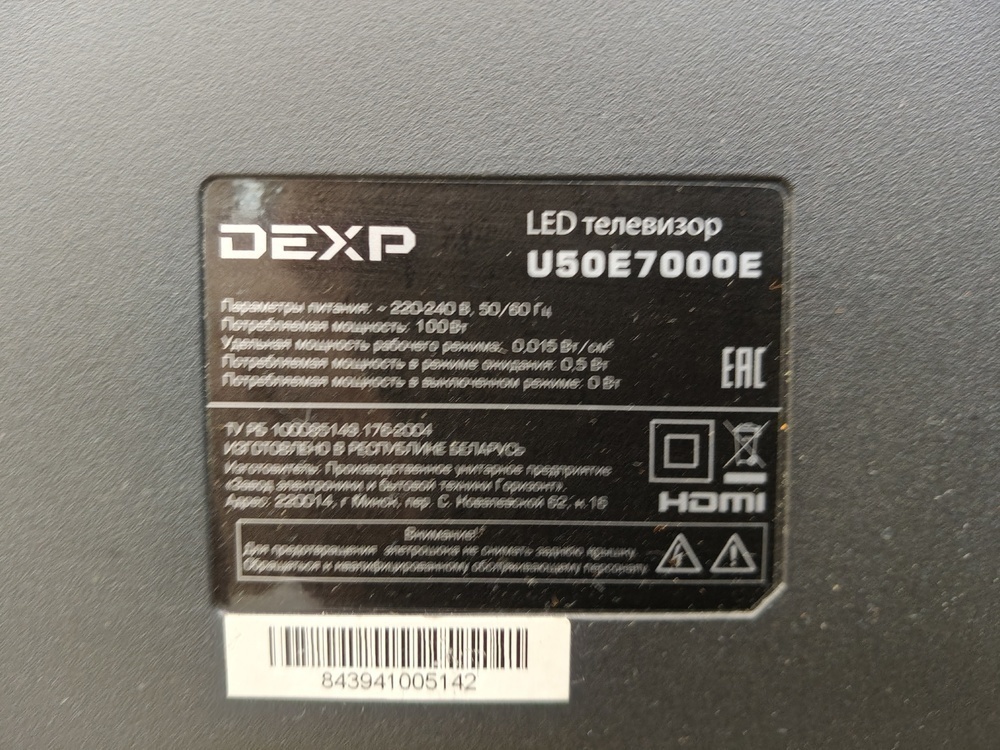 DEXP
LED телевизор
U50E7000E
Параметры питания: ~ 220-240 В, 50/60 Гц
Потребляемая мощность: 100 Вт
Удельная мощность рабочего режима: 0,015 Вт/см²
Потребляемая мощность в режиме ожидания: 0,5 Вт
Потребляемая мощность в выключенном режиме: 0 Вт
EAC
ТУ РБ 100085149.176-2004
ИЗГОТОВЛЕНО В РЕСПУБЛИКЕ БЕЛАРУСЬ
Изготовитель: Производственное унитарное предприятие
«Завод электроники и бытовой техники Горизонт».
Адрес: 220014, г Минск, пер. С. Ковалевской 62, к. 16
HDMI
Внимание!
Для предотвращения элетрошока не снимать заднюю крышку.
Обращаться к квалифицированному обслуживающему персоналу.
843941005142